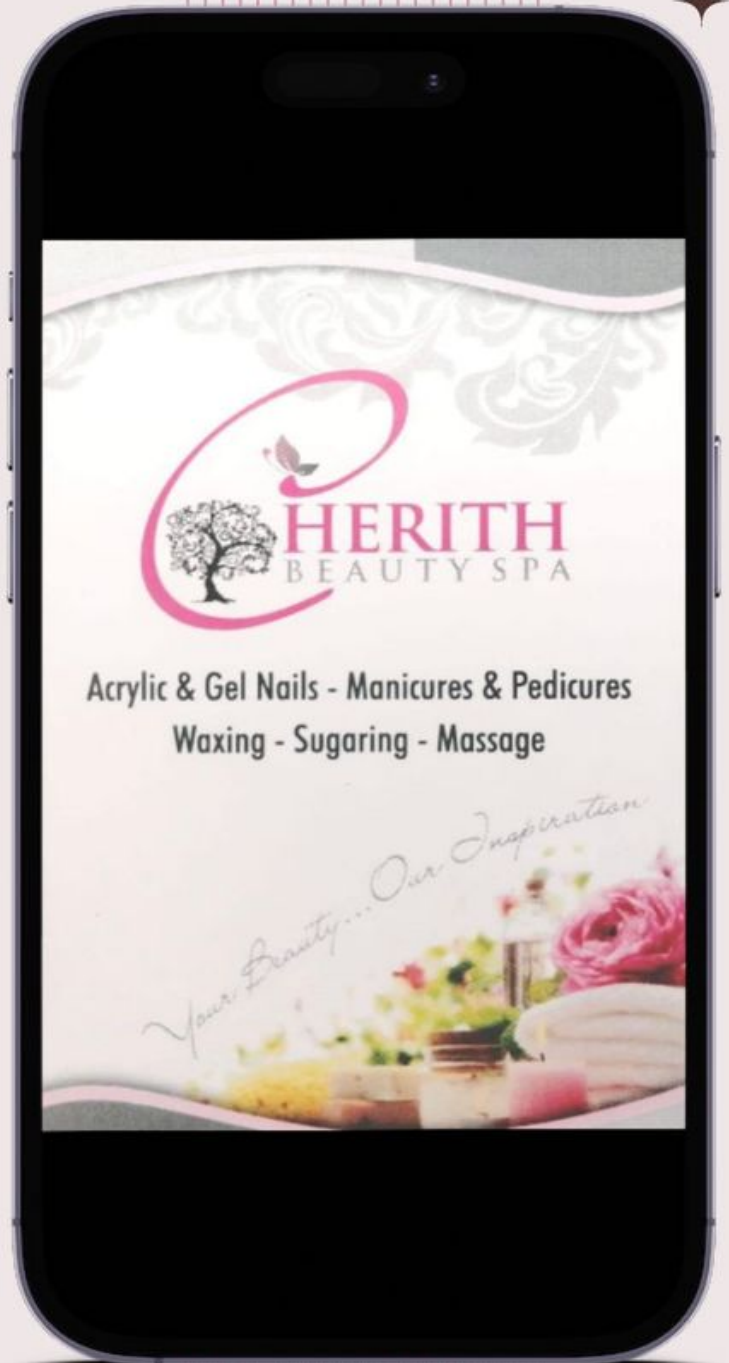 CHERITH
BEAUTY SPA
Acrylic & Gel Nails - Manicures & Pedicures
Waxing - Sugaring - Massage
Your Beauty...Our Inspiration